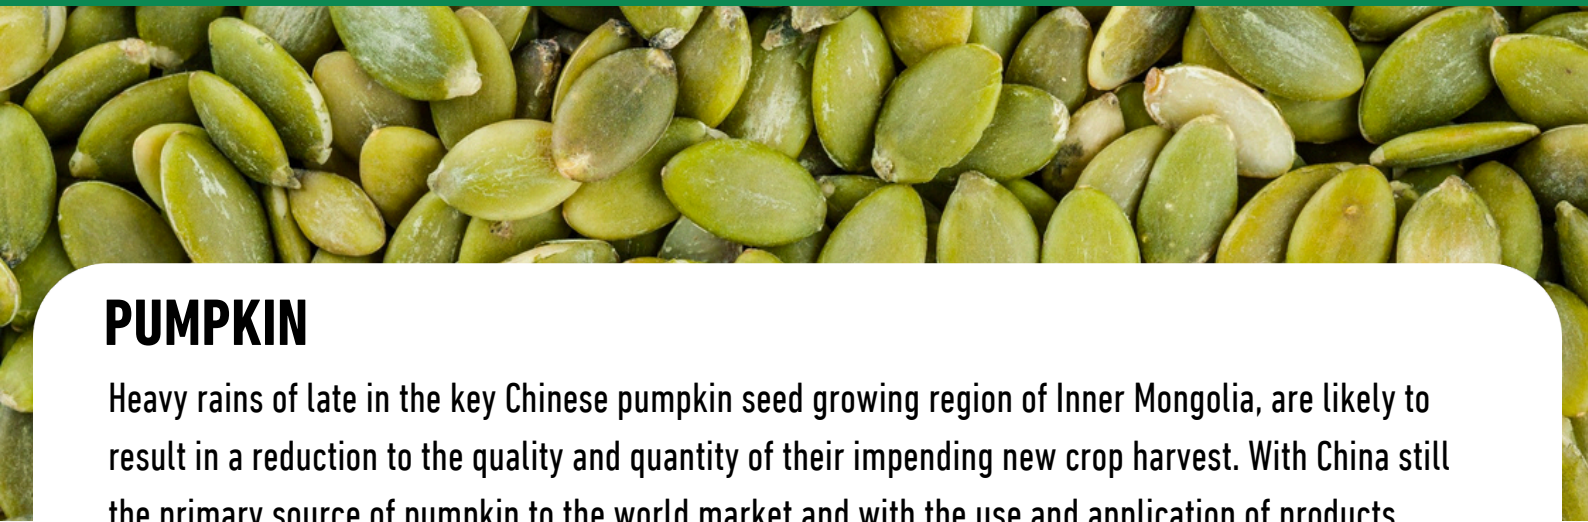 PUMPKIN
Heavy rains of late in the key Chinese pumpkin seed growing region of Inner Mongolia, are likely to
result in a reduction to the quality and quantity of their impending new crop harvest. With China still
the primary source of pumpkin to the world market and with the use and application of products